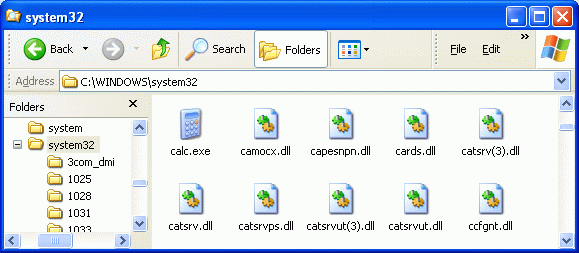 system32
Back Search Folders File Edit »
Address C:\WINDOWS\system32
Folders
system
system32
3com_dmi
1025
1028
1031
1033
calc.exe camocx.dll capesnpn.dll cards.dll catsrv(3).dll
catsrv.dll catsrvps.dll catsrvut(3).dll catsrvut.dll ccfgnt.dll